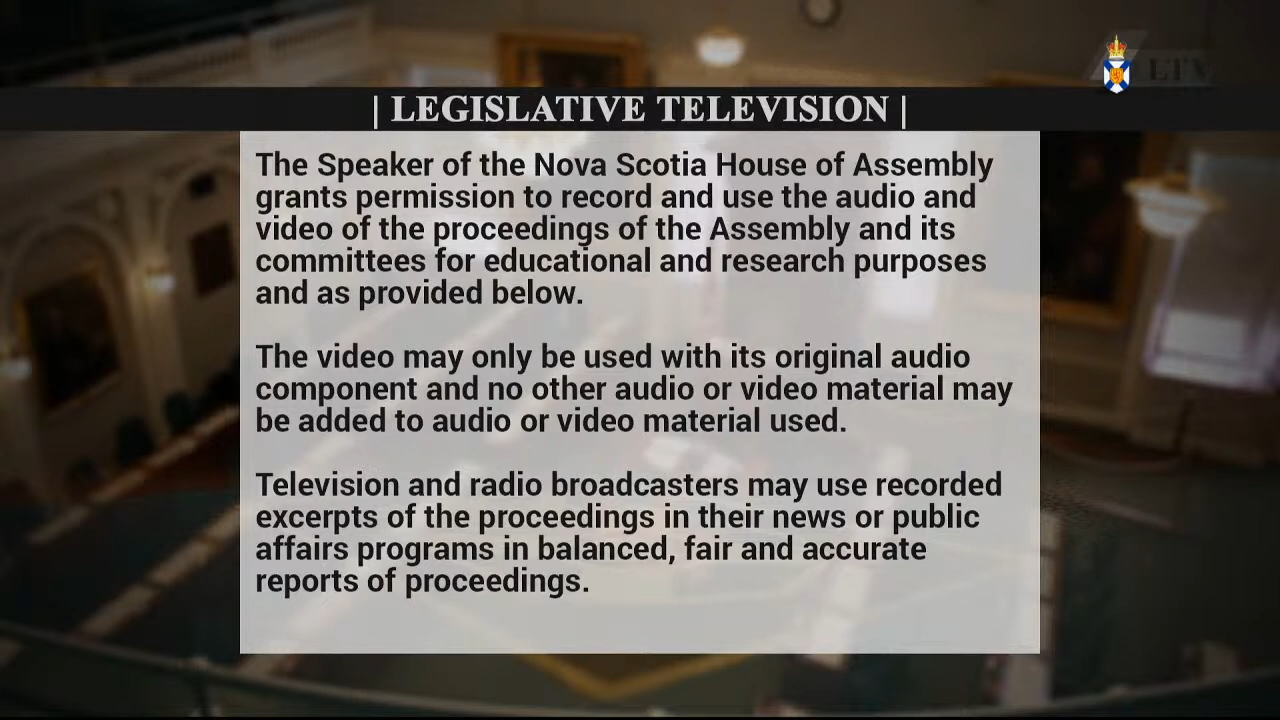 | LEGISLATIVE TELEVISION |
The Speaker of the Nova Scotia House of Assembly
grants permission to record and use the audio and
video of the proceedings of the Assembly and its
committees for educational and research purposes
and as provided below.
The video may only be used with its original audio
component and no other audio or video material may
be added to audio or video material used.
Television and radio broadcasters may use recorded
excerpts of the proceedings in their news or public
affairs programs in balanced, fair and accurate
reports of proceedings.